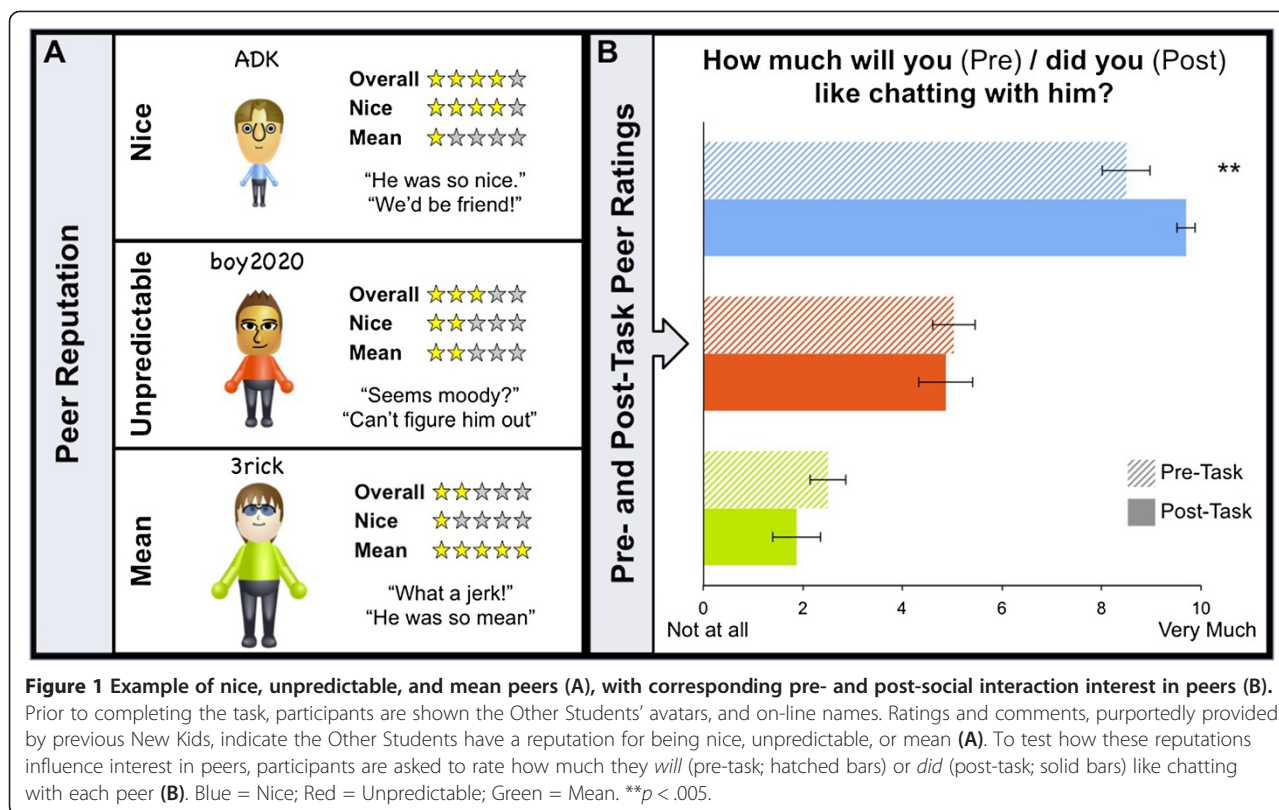 A
Peer Reputation
Nice
ADK
Overall
Nice
Mean
“He was so nice.”
“We’d be friend!”
Unpredictable
boy2020
Overall
Nice
Mean
“Seems moody?”
“Can’t figure him out”
Mean
3rick
Overall
Nice
Mean
“What a jerk!”
“He was so mean”
B
Pre- and Post-Task Peer Ratings
How much will you (Pre) / did you (Post)
like chatting with him?
**
Pre-Task
Post-Task
0 2 4 6 8 10
Not at all Very Much
Figure 1 Example of nice, unpredictable, and mean peers (A), with corresponding pre- and post-social interaction interest in peers (B).
Prior to completing the task, participants are shown the Other Students’ avatars, and on-line names. Ratings and comments, purportedly provided
by previous New Kids, indicate the Other Students have a reputation for being nice, unpredictable, or mean (A). To test how these reputations
influence interest in peers, participants are asked to rate how much they will (pre-task; hatched bars) or did (post-task; solid bars) like chatting
with each peer (B). Blue = Nice; Red = Unpredictable; Green = Mean. **p < .005.